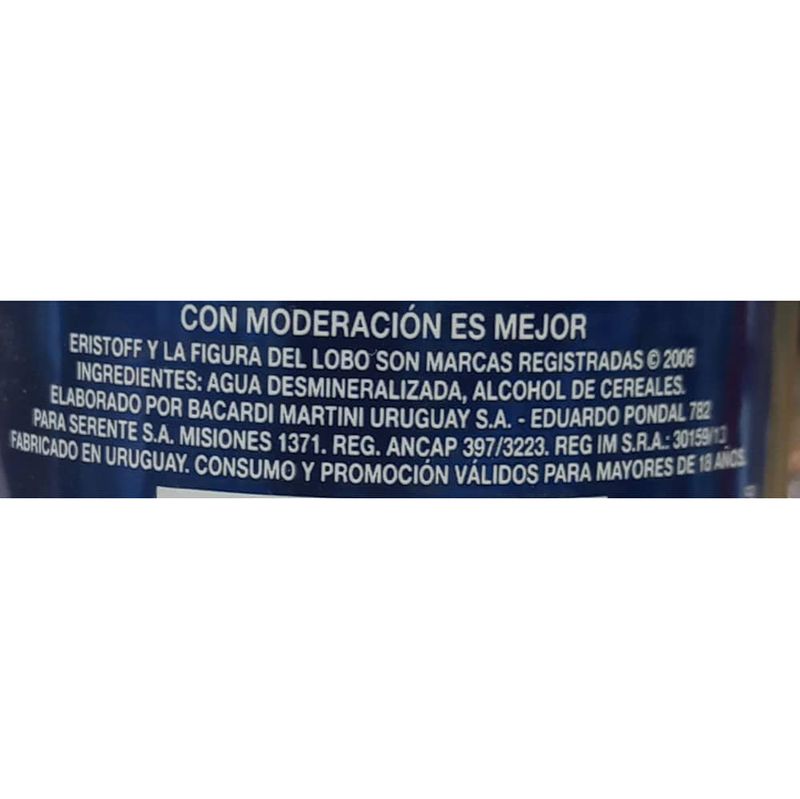 CON MODERACIÓN ES MEJOR
ERISTOFF Y LA FIGURA DEL LOBO SON MARCAS REGISTRADAS © 2006
INGREDIENTES: AGUA DESMINERALIZADA, ALCOHOL DE CEREALES.
ELABORADO POR BACARDI MARTINI URUGUAY S.A. - EDUARDO PONDAL 782
PARA SERENTE S.A. MISIONES 1371. REG. ANCAP 397/3223. REG IM S.R.A.:
FABRICADO EN URUGUAY. CONSUMO Y PROMOCIÓN VÁLIDOS PARA MAYORES DE 18 AÑOS.